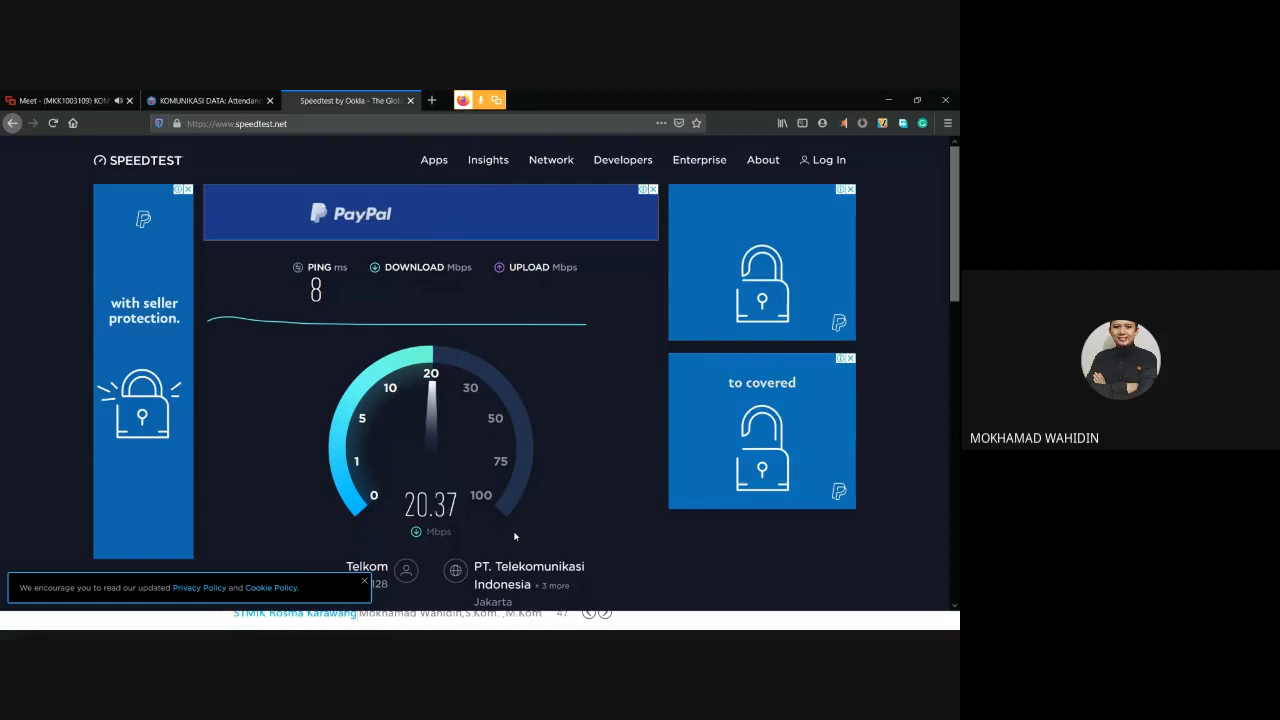 Meet - (MKK1003109) KOM
KOMUNIKASI DATA: Attendanc
Speedtest by Ookla - The Glob
https://www.speedtest.net
SPEEDTEST
Apps Insights Network Developers Enterprise About Log In
PayPal
with seller
protection.
PING ms DOWNLOAD Mbps UPLOAD Mbps
8
to covered
0
1
5
10
20
30
50
75
100
20.37
Mbps
Telkom
128
PT. Telekomunikasi
Indonesia + 3 more
Jakarta
We encourage you to read our updated Privacy Policy and Cookie Policy.
STMIK Rosma Karawang Mokhamad Wahidin,S.Kom. ,M.Kom 47
MOKHAMAD WAHIDIN